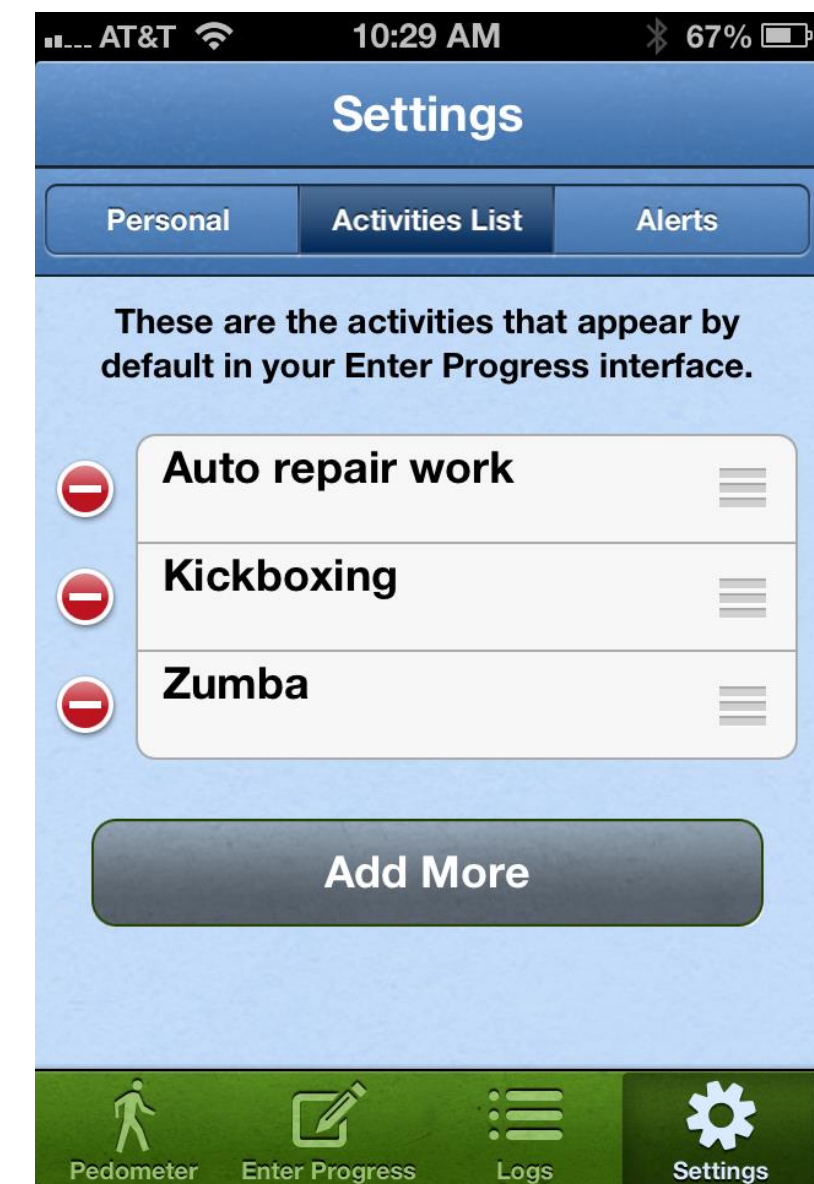 AT&T 10:29 AM 67%
Settings
Personal Activities List Alerts
These are the activities that appear by
default in your Enter Progress interface.
Auto repair work
Kickboxing
Zumba
Add More
Pedometer Enter Progress Logs Settings